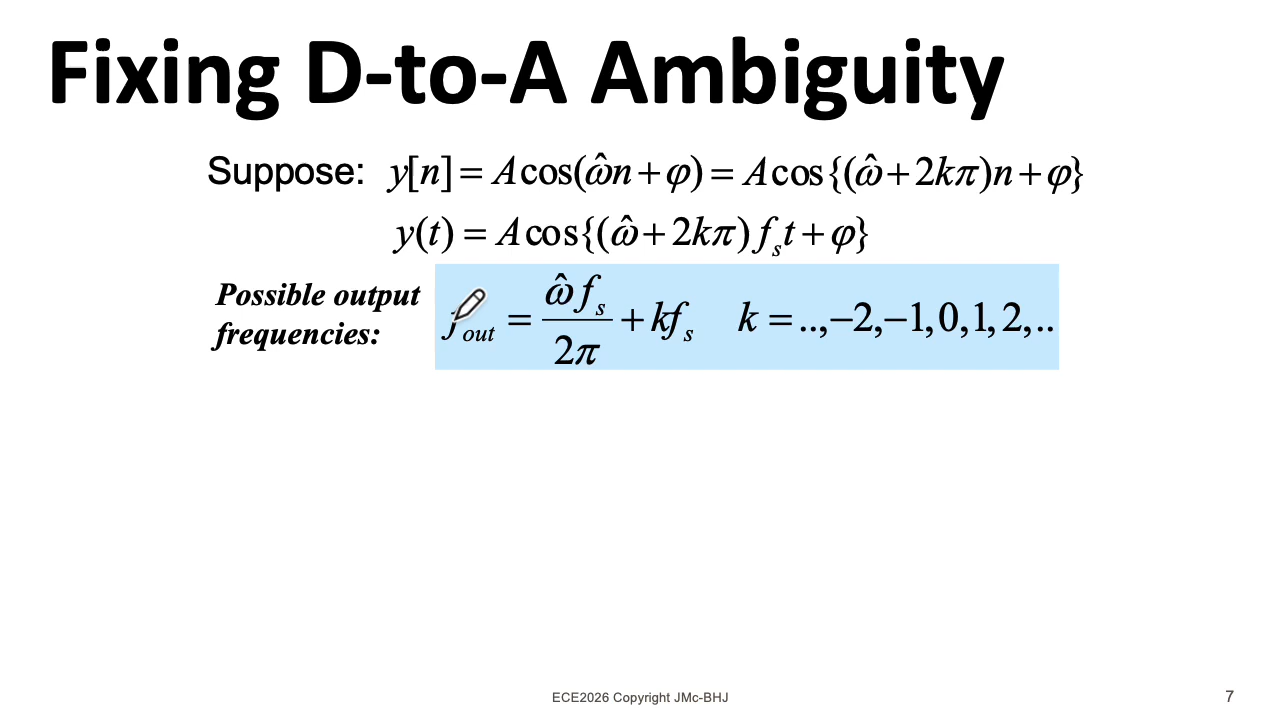 Fixing D-to-A Ambiguity
Suppose: y[n] = A cos(ω̂n + φ) = A cos{(ω̂ + 2kπ)n + φ}
y(t) = A cos{(ω̂ + 2kπ) f_s t + φ}
Possible output
frequencies:
f_out = ω̂ f_s / 2π + k f_s   k = ..,−2,−1,0,1,2,..
ECE2026 Copyright JMc-BHJ
7